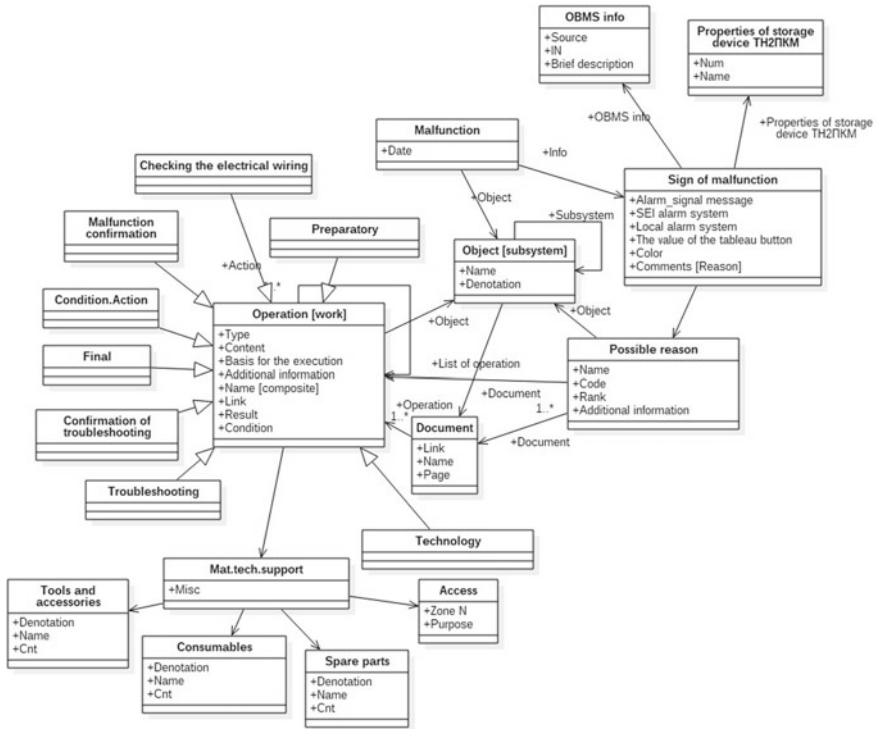 OBMS info
+Source
+IN
+Brief description
Properties of storage
device ТН2ПКМ
+Num
+Name
+OBMS info
+Properties of storage
device ТН2ПКМ
Malfunction
+Date
+Info
+Object
Sign of malfunction
+Alarm_signal message
+SEI alarm system
+Local alarm system
+The value of the tableau button
+Color
+Comments [Reason]
Checking the electrical wiring
Malfunction
confirmation
Preparatory
+Subsystem
Object [subsystem]
+Name
+Denotation
+Action
.*
Condition.Action
Operation [work]
+Type
+Content
+Basis for the execution
+Additional information
+Name [composite]
+Link
+Result
+Condition
+Object
+Object
Final
+List of operation
Possible reason
+Name
+Code
+Rank
+Additional information
+Document
1..*
+Document
+Operation
1..*
Confirmation of
troubleshooting
Document
+Link
+Name
+Page
Troubleshooting
Technology
Mat.tech.support
+Misc
Tools and
accessories
+Denotation
+Name
+Cnt
Access
+Zone N
+Purpose
Consumables
+Denotation
+Name
+Cnt
Spare parts
+Denotation
+Name
+Cnt